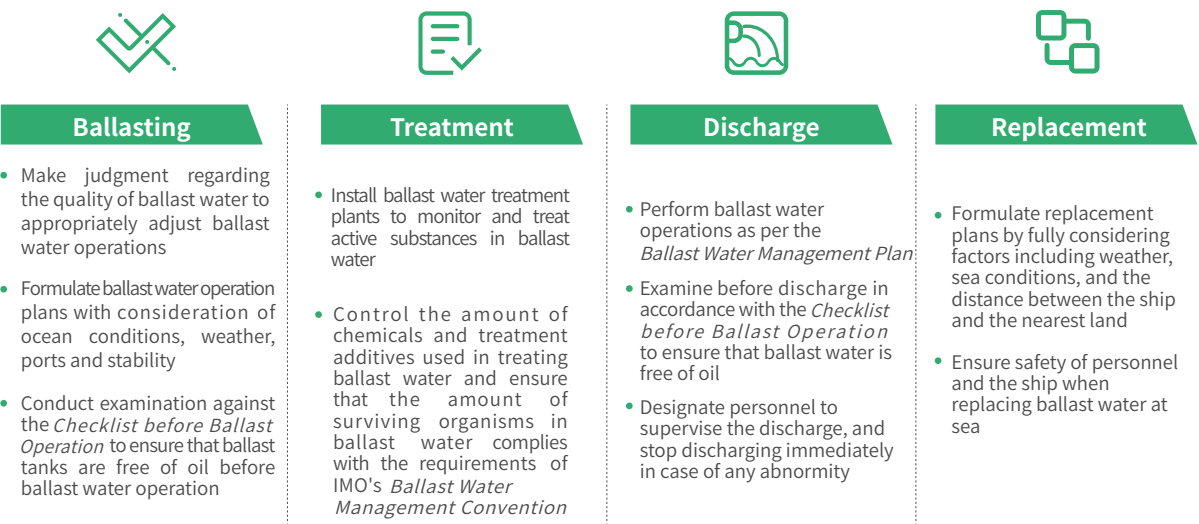 Ballasting
Make judgment regarding
the quality of ballast water to
appropriately adjust ballast
water operations
Formulate ballast water operation
plans with consideration of
ocean conditions, weather,
ports and stability
Conduct examination against
the Checklist before Ballast
Operation to ensure that ballast
tanks are free of oil before
ballast water operation
Treatment
Install ballast water treatment
plants to monitor and treat
active substances in ballast
water
Control the amount of
chemicals and treatment
additives used in treating
ballast water and ensure
that the amount of
surviving organisms in
ballast water complies
with the requirements of
IMO's Ballast Water
Management Convention
Discharge
Perform ballast water
operations as per the
Ballast Water Management Plan
Examine before discharge in
accordance with the Checklist
before Ballast Operation
to ensure that ballast water is
free of oil
Designate personnel to
supervise the discharge, and
stop discharging immediately
in case of any abnormity
Replacement
Formulate replacement
plans by fully considering
factors including weather,
sea conditions, and the
distance between the ship
and the nearest land
Ensure safety of personnel
and the ship when
replacing ballast water at
sea